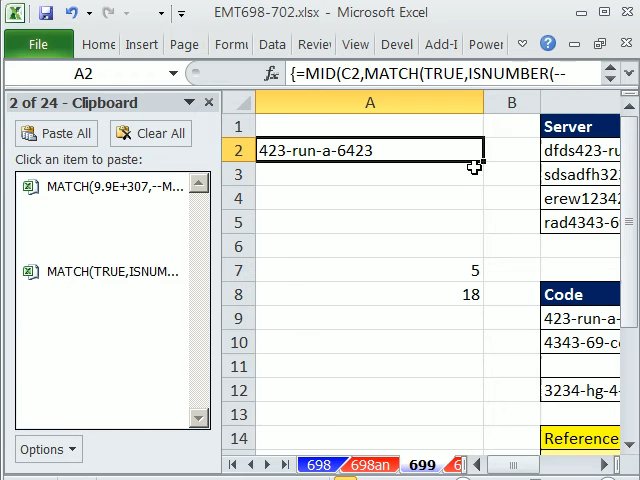 EMT698-702.xlsx - Microsoft Excel
File Home Insert Page Form Data Revie View Devel Add-I Power
A2 fx {=MID(C2,MATCH(TRUE,ISNUMBER(--
2 of 24 - Clipboard
Paste All Clear All
Click an item to paste:
MATCH(9.9E+307,--M...
MATCH(TRUE,ISNUM...
Options
A B
1 Server
2 423-run-a-6423 dfds423-ru
3 sdsadfh323
4 erew12342
5 rad4343-6
6
7 5
8 18 Code
9 423-run-a-
10 4343-69-c
11
12 3234-hg-4-
13
14 Reference
698 698an 699 6